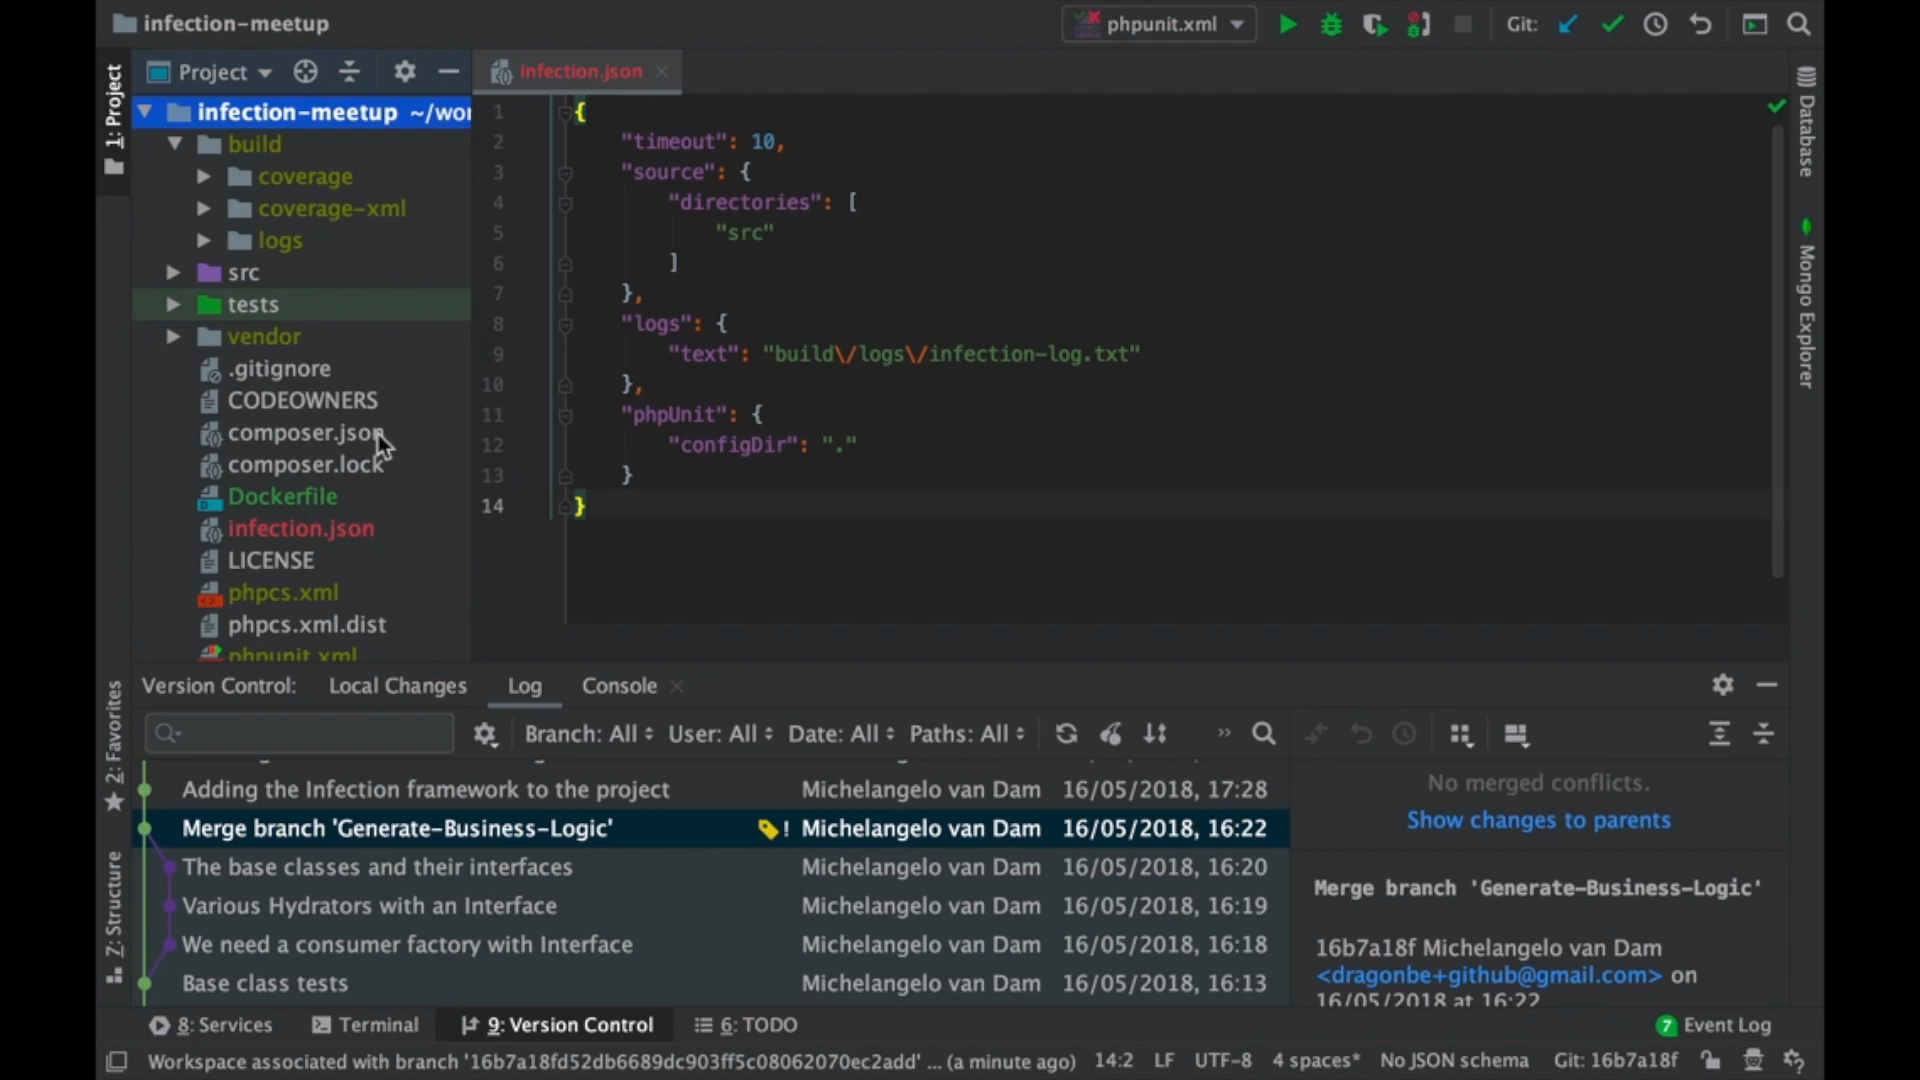 infection-meetup
phpunit.xml
Git:
1: Project
Project
infection.json
infection-meetup ~/wor
build
coverage
coverage-xml
logs
src
tests
vendor
.gitignore
CODEOWNERS
composer.json
composer.lock
Dockerfile
infection.json
LICENSE
phpcs.xml
phpcs.xml.dist
phpunit.xml
1 {
2 "timeout": 10,
3 "source": {
4 "directories": [
5 "src"
6 ]
7 },
8 "logs": {
9 "text": "build\/logs\/infection-log.txt"
10 },
11 "phpUnit": {
12 "configDir": "."
13 }
14 }
Database
Mongo Explorer
2: Favorites
7: Structure
Version Control: Local Changes Log Console
Branch: All User: All Date: All Paths: All
Adding the Infection framework to the project Michelangelo van Dam 16/05/2018, 17:28
Merge branch 'Generate-Business-Logic' ! Michelangelo van Dam 16/05/2018, 16:22
The base classes and their interfaces Michelangelo van Dam 16/05/2018, 16:20
Various Hydrators with an Interface Michelangelo van Dam 16/05/2018, 16:19
We need a consumer factory with Interface Michelangelo van Dam 16/05/2018, 16:18
Base class tests Michelangelo van Dam 16/05/2018, 16:13
No merged conflicts.
Show changes to parents
Merge branch 'Generate-Business-Logic'
16b7a18f Michelangelo van Dam
<dragonbe+github@gmail.com> on
16/05/2018 at 16:22
8: Services Terminal 9: Version Control 6: TODO 7 Event Log
Workspace associated with branch '16b7a18fd52db6689dc903ff5c08062070ec2add' ... (a minute ago) 14:2 LF UTF-8 4 spaces* No JSON schema Git: 16b7a18f